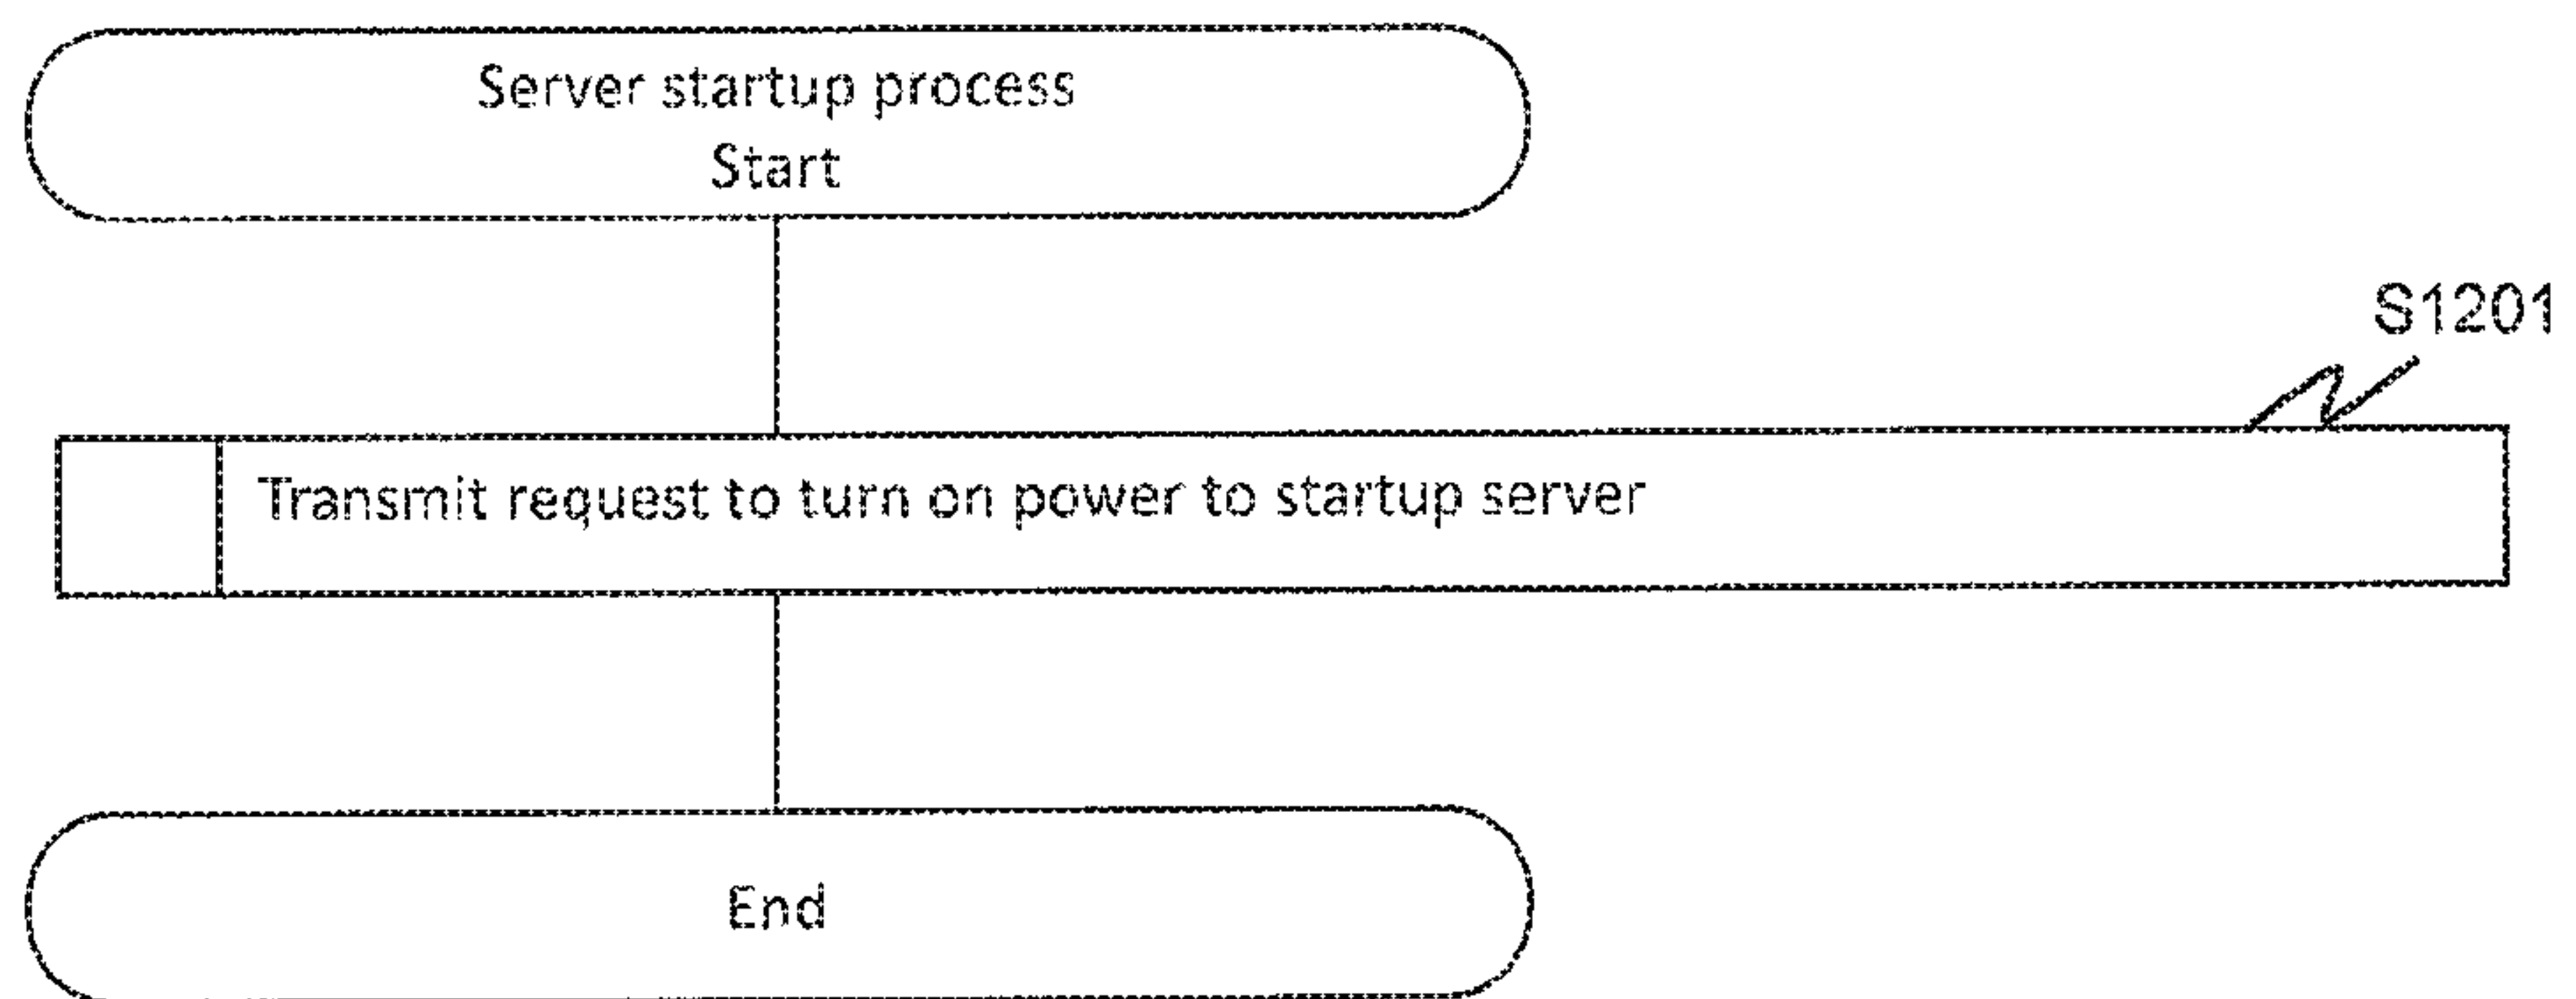 Server startup process
Start
S1201
Transmit request to turn on power to startup server
End